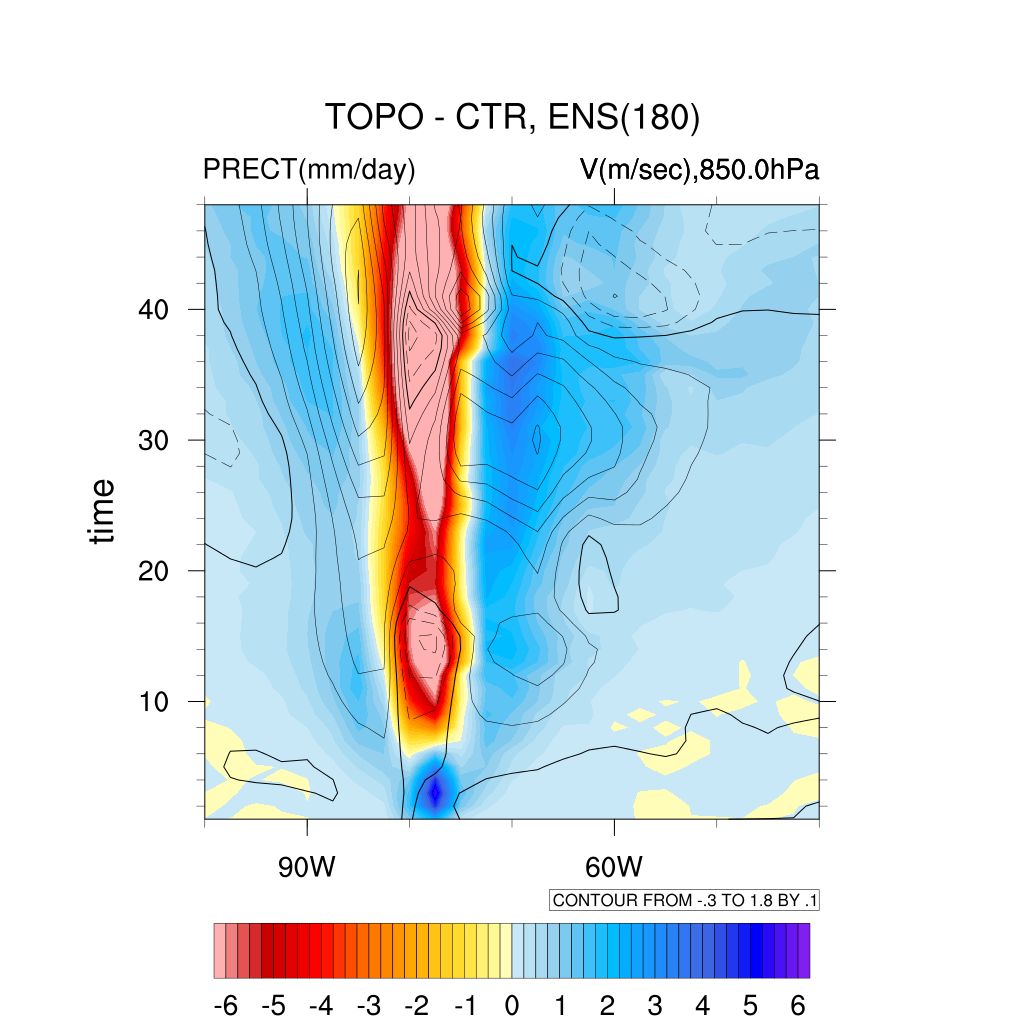 TOPO - CTR, ENS(180)
PRECT(mm/day) V(m/sec),850.0hPa
40
30
20
10
time
90W 60W
CONTOUR FROM -.3 TO 1.8 BY .1
-6 -5 -4 -3 -2 -1 0 1 2 3 4 5 6